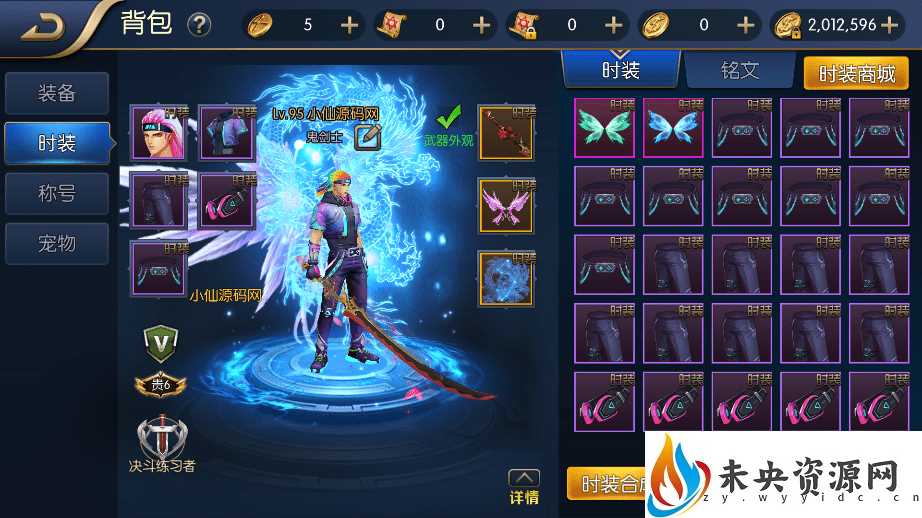 背包 ? 5 0 0 0 2,012,596
装备
时装
称号
宠物
时装 铭文 时装商城
Lv.95 小仙源码网
鬼剑士
武器外观
时装 时装 时装
时装 时装 时装
时装 时装
小仙源码网
V
贵6
决斗练习者
详情
时装 时装 时装 时装 时装
时装 时装 时装 时装 时装
时装 时装 时装 时装 时装
时装 时装 时装 时装 时装
时装 时装 时装 时装 时装
时装合
未央资源网
zy.wyyidc.cn